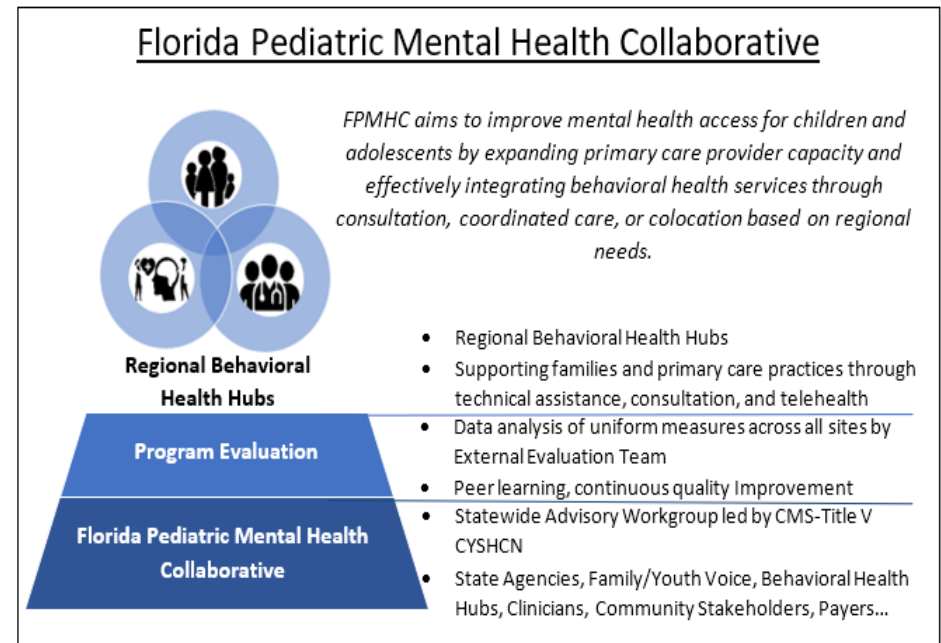 Florida Pediatric Mental Health Collaborative
FPMHC aims to improve mental health access for children and
adolescents by expanding primary care provider capacity and
effectively integrating behavioral health services through
consultation, coordinated care, or colocation based on regional
needs.
Regional Behavioral
Health Hubs
• Regional Behavioral Health Hubs
• Supporting families and primary care practices through
technical assistance, consultation, and telehealth
Program Evaluation
• Data analysis of uniform measures across all sites by
External Evaluation Team
• Peer learning, continuous quality Improvement
Florida Pediatric Mental Health
Collaborative
• Statewide Advisory Workgroup led by CMS-Title V
CYSHCN
• State Agencies, Family/Youth Voice, Behavioral Health
Hubs, Clinicians, Community Stakeholders, Payers...